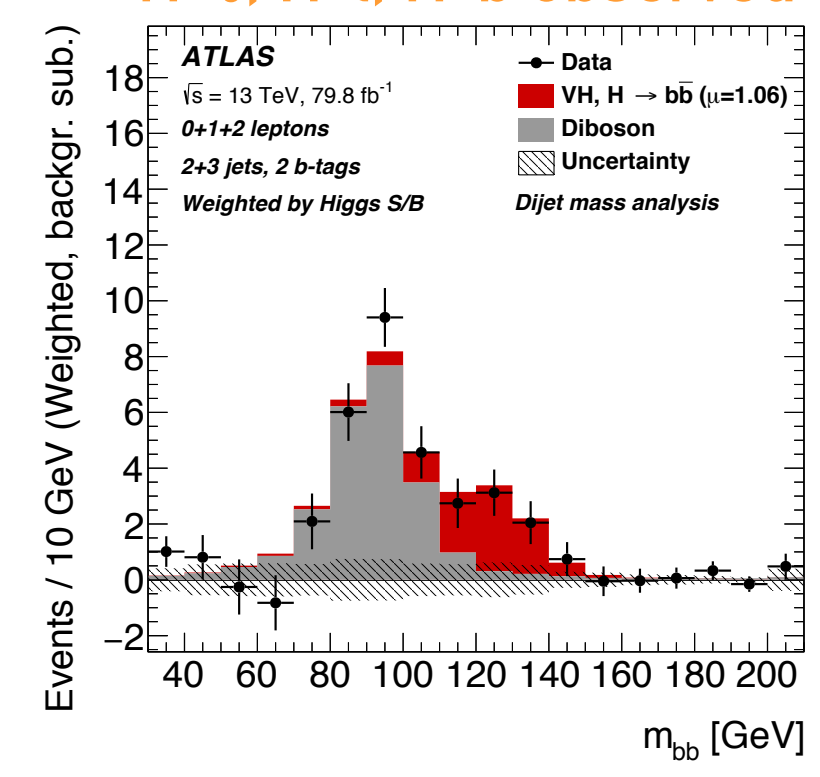 ATLAS
√s = 13 TeV, 79.8 fb⁻¹
0+1+2 leptons
2+3 jets, 2 b-tags
Weighted by Higgs S/B
Data
VH, H → bb̅ (μ=1.06)
Diboson
Uncertainty
Dijet mass analysis
Events / 10 GeV (Weighted, backgr. sub.)
18
16
14
12
10
8
6
4
2
0
−2
40 60 80 100 120 140 160 180 200
m_bb [GeV]